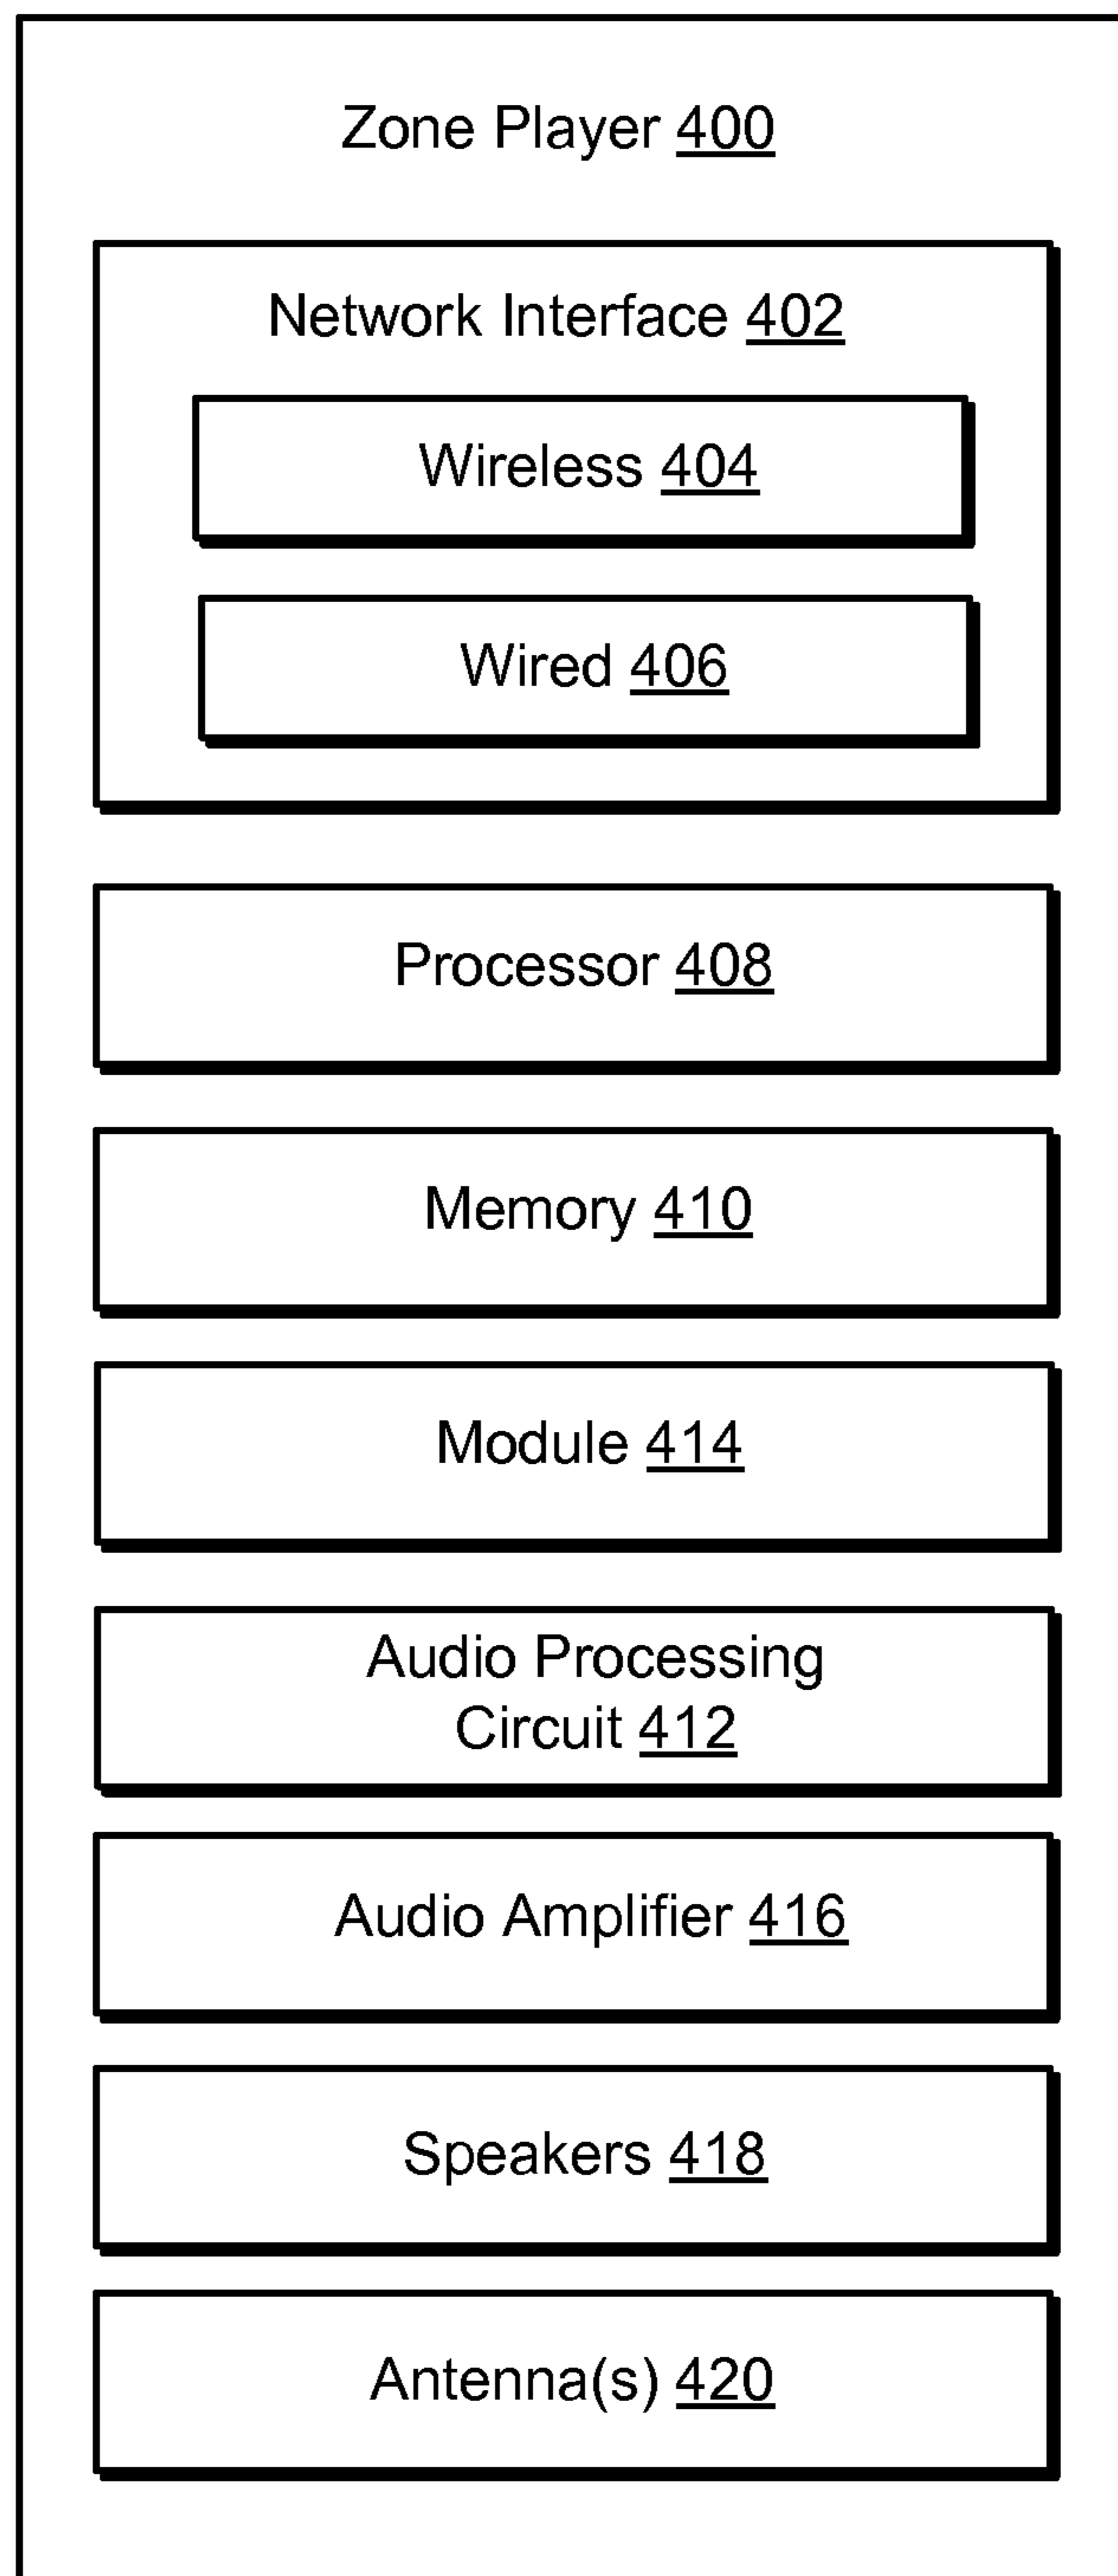 Zone Player 400
Network Interface 402
Wireless 404
Wired 406
Processor 408
Memory 410
Module 414
Audio Processing
Circuit 412
Audio Amplifier 416
Speakers 418
Antenna(s) 420